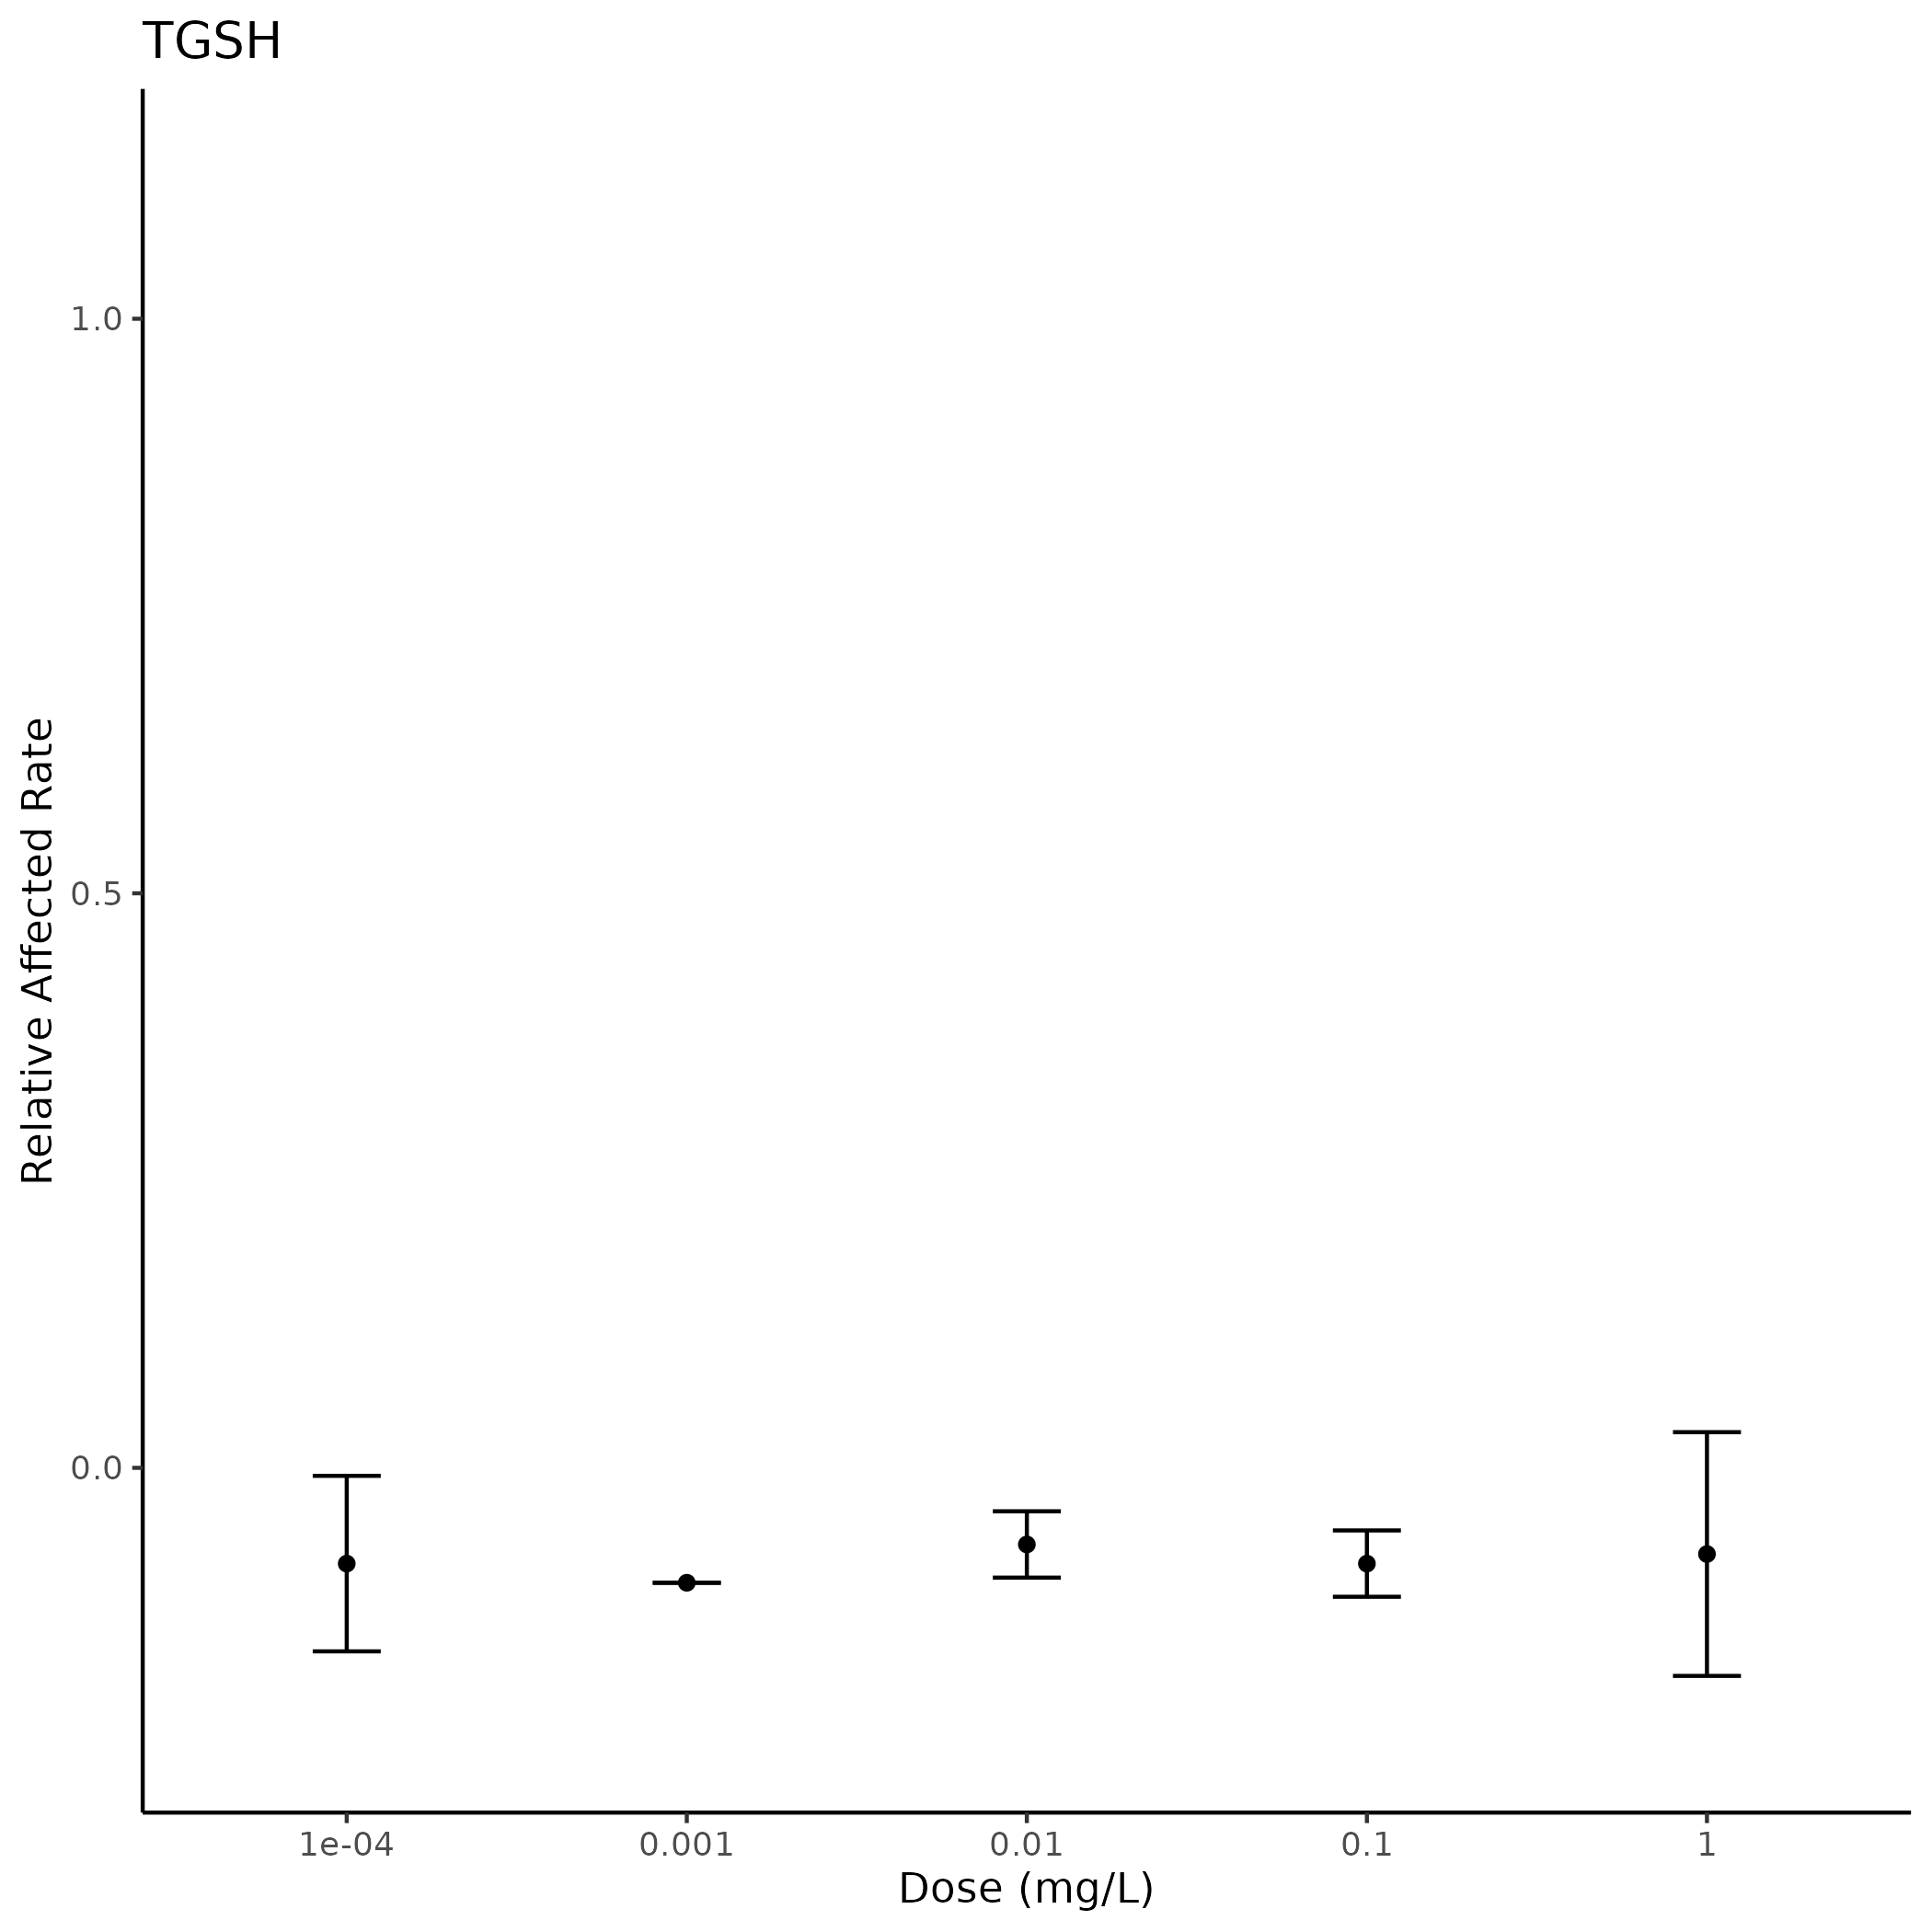 TGSH
Relative Affected Rate
1.0
0.5
0.0
1e-04 0.001 0.01 0.1 1
Dose (mg/L)